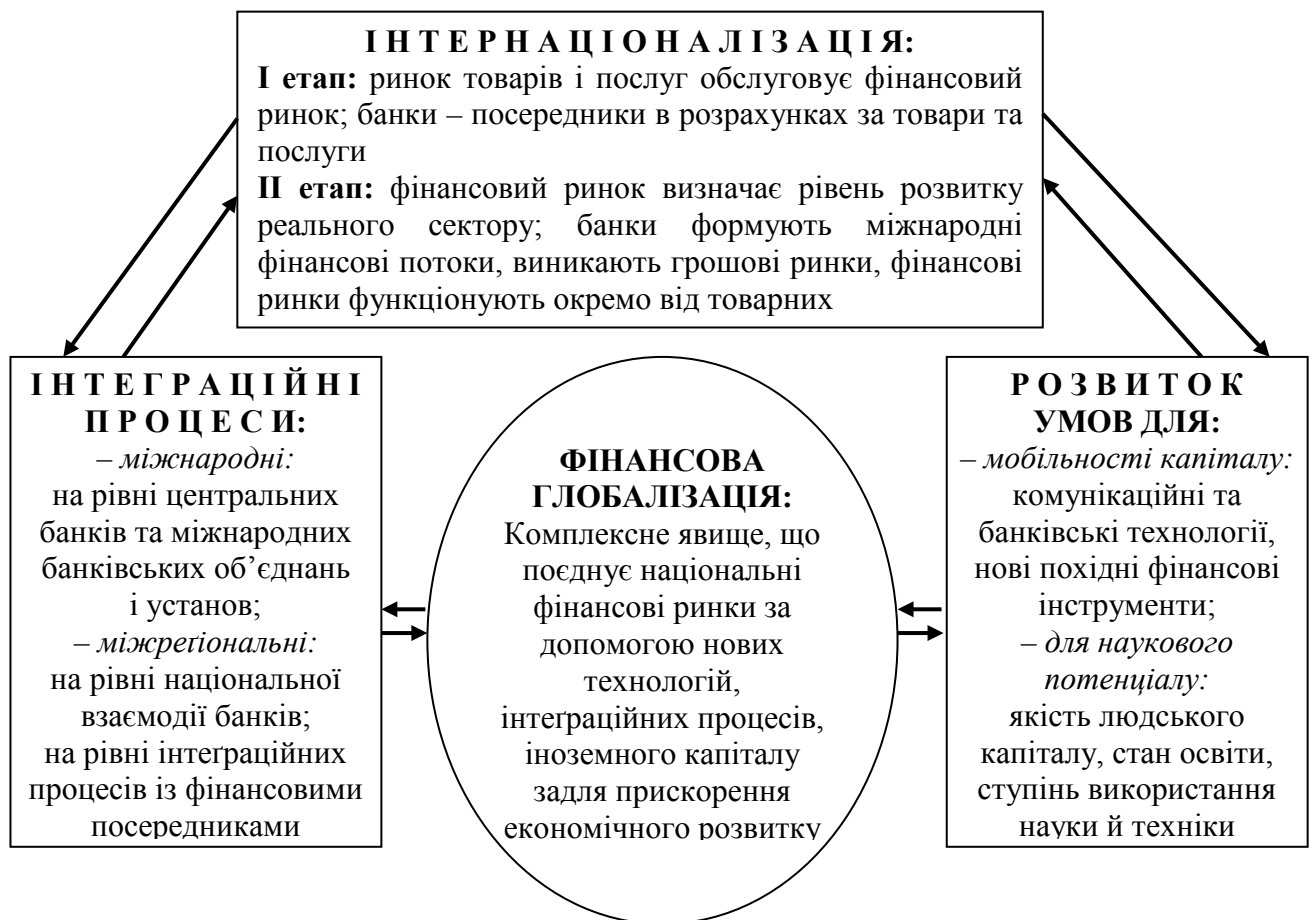 І Н Т Е Р Н А Ц І О Н А Л І З А Ц І Я:
І етап: ринок товарів і послуг обслуговує фінансовий
ринок; банки – посередники в розрахунках за товари та
послуги
ІІ етап: фінансовий ринок визначає рівень розвитку
реального сектору; банки формують міжнародні
фінансові потоки, виникають грошові ринки, фінансові
ринки функціонують окремо від товарних
І Н Т Е Г Р А Ц І Й Н І
П Р О Ц Е С И:
– міжнародні:
на рівні центральних
банків та міжнародних
банківських об’єднань
і установ;
– міжреґіональні:
на рівні національної
взаємодії банків;
на рівні інтеґраційних
процесів із фінансовими
посередниками
ФІНАНСОВА
ГЛОБАЛІЗАЦІЯ:
Комплексне явище, що
поєднує національні
фінансові ринки за
допомогою нових
технологій,
інтеґраційних процесів,
іноземного капіталу
задля прискорення
економічного розвитку
Р О З В И Т О К
УМОВ ДЛЯ:
– мобільності капіталу:
комунікаційні та
банківські технології,
нові похідні фінансові
інструменти;
– для наукового
потенціалу:
якість людського
капіталу, стан освіти,
ступінь використання
науки й техніки